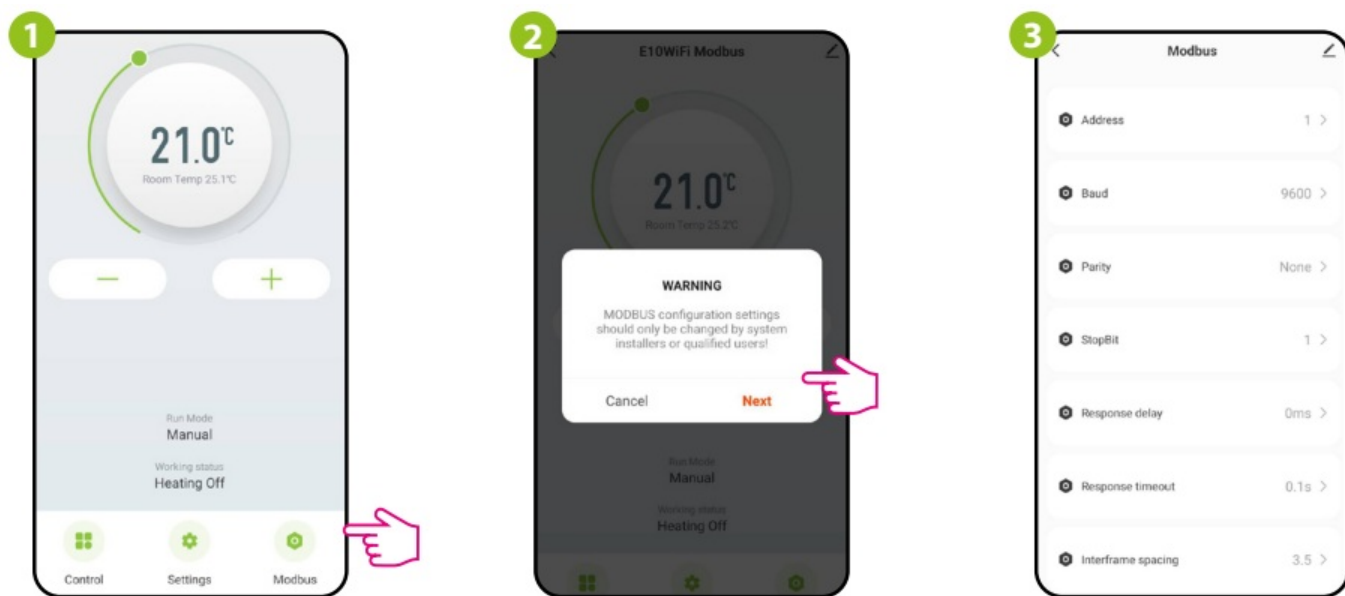 1
21.0℃
Room Temp 25.1℃
—
+
Run Mode
Manual
Working status
Heating Off
Control Settings Modbus
2
E10WiFi Modbus
21.0℃
Room Temp 25.2℃
WARNING
MODBUS configuration settings
should only be changed by system
installers or qualified users!
Cancel Next
Run Mode
Manual
Working status
Heating Off
3
Modbus
Address 1 >
Baud 9600 >
Parity None >
StopBit 1 >
Response delay 0ms >
Response timeout 0.1s >
Interframe spacing 3.5 >